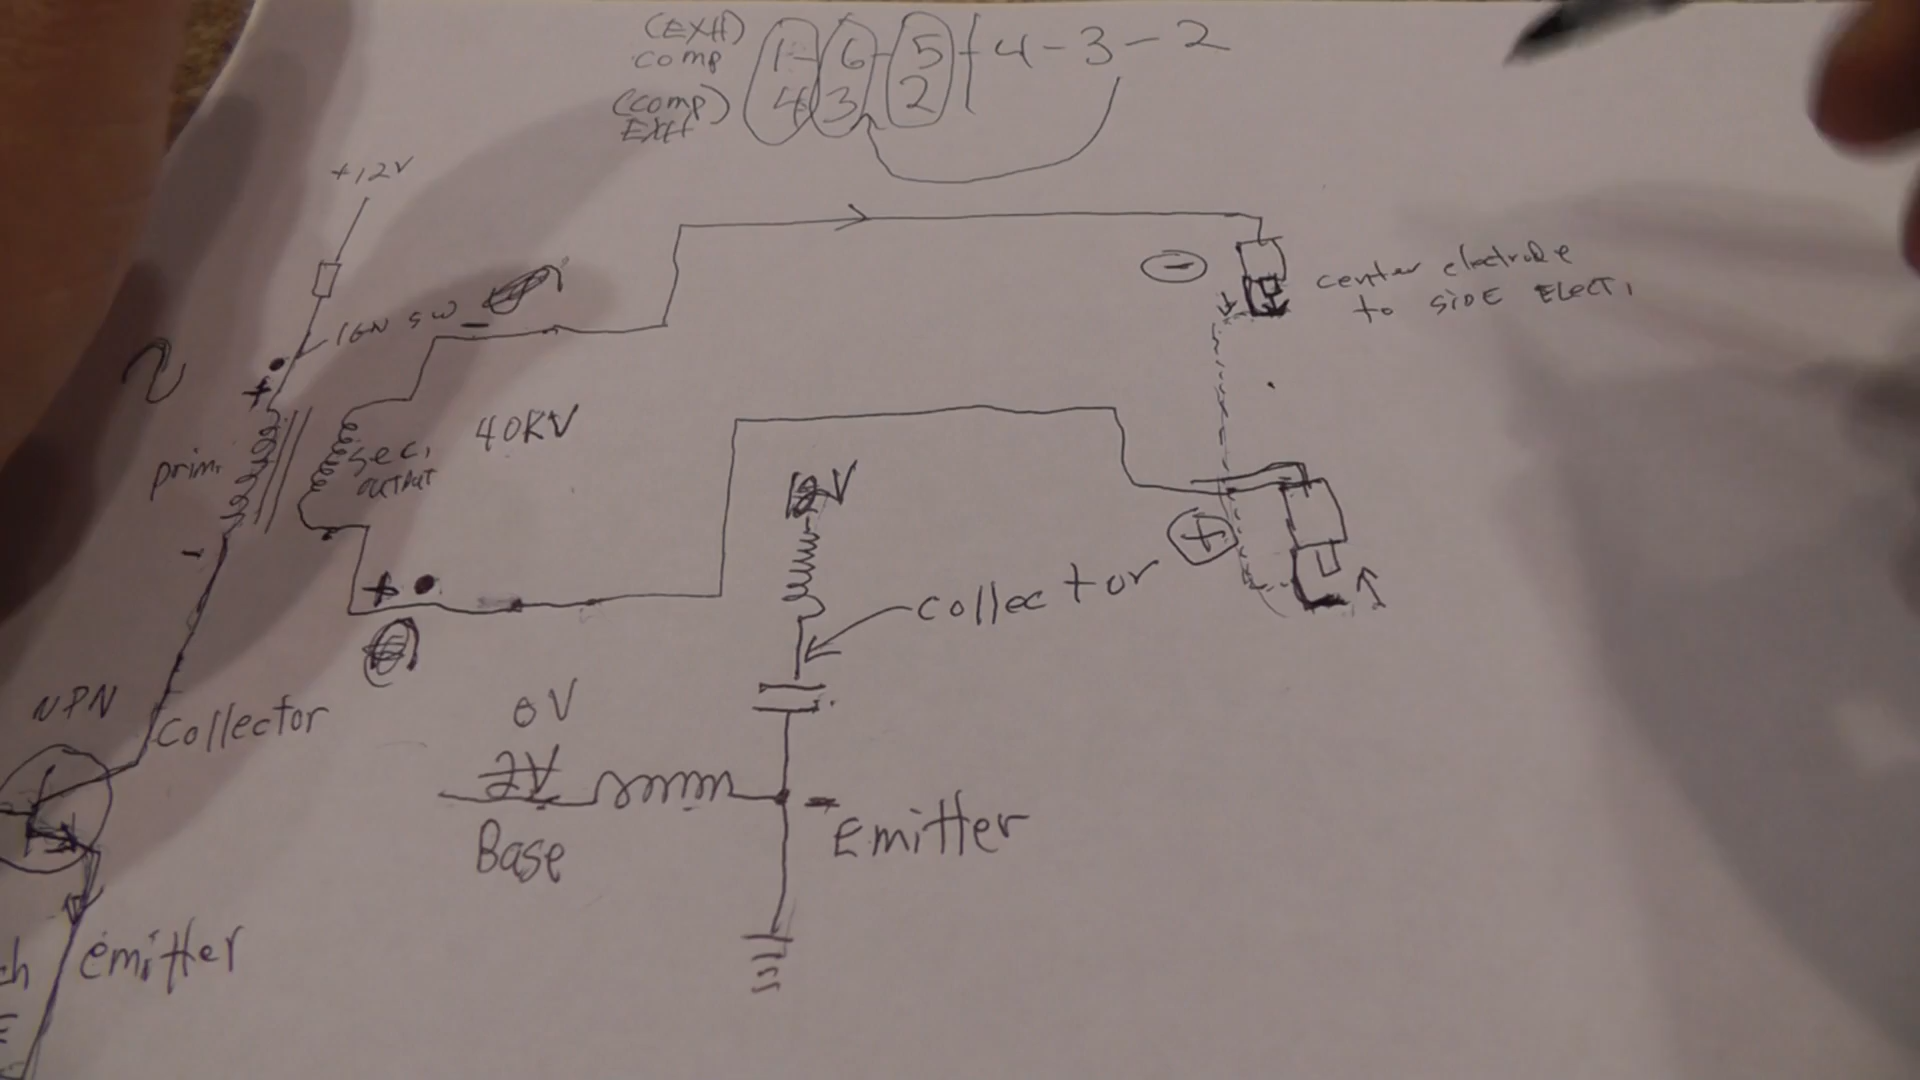 (EXH)
comp 1-6-5-4-3-2
(comp) 4 3 2
EXH
+12V
IGN SW
-
+
prim.
-
sec.
OUTPUT
40KV
-
center electrode
to SIDE ELECT.
+
V
collector
+
NPN
collector
0V
2V
Base
- Emitter
emitter
ch